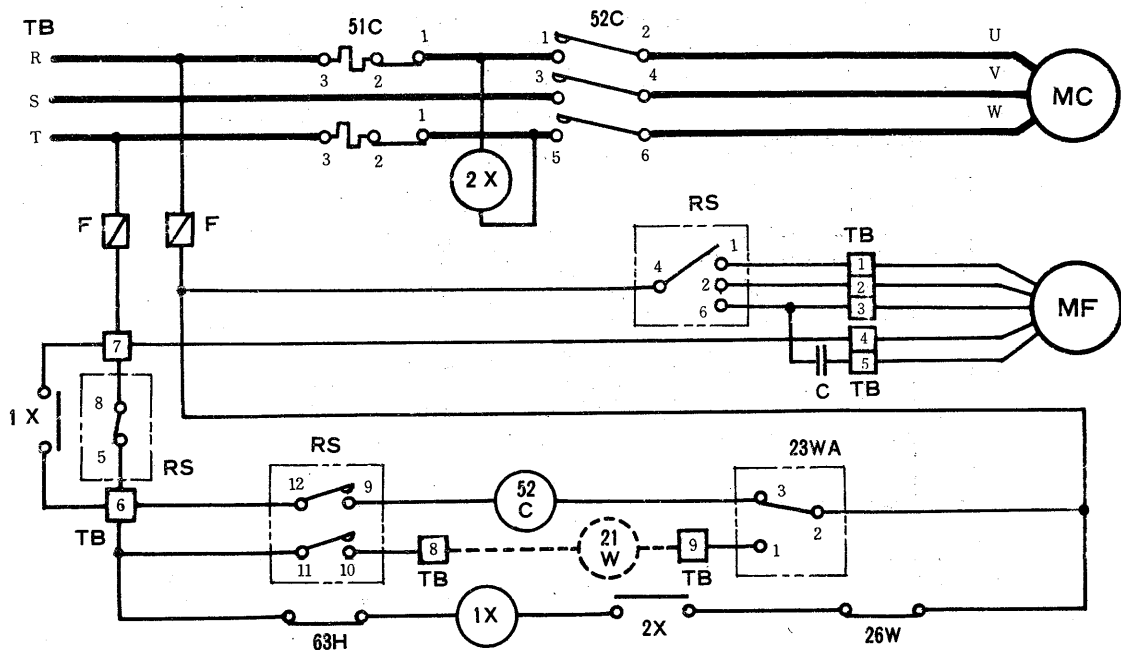 TB 51C 52C
R 3 2 1 1 2 U
S 3 4 V
T 3 2 1 5 6 W
MC
2 X
F F
RS
4 1 2 6
TB
1
2
3
4
5
TB
C
MF
7
1 X
8
5
RS
6
TB
RS
12 9
11 10
52 C
23WA
3
2
1
8
TB
21 W
9
TB
63H
1X
2X
26W